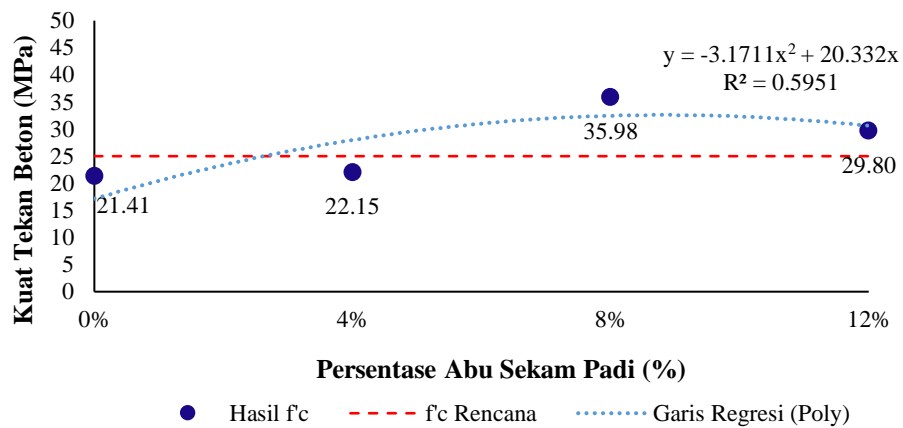 50
45
40
35
30
25
20
15
10
5
0
Kuat Tekan Beton (MPa)
y = -3.1711x² + 20.332x
R² = 0.5951
21.41
22.15
35.98
29.80
0%
4%
8%
12%
Persentase Abu Sekam Padi (%)
Hasil f'c
f'c Rencana
Garis Regresi (Poly)